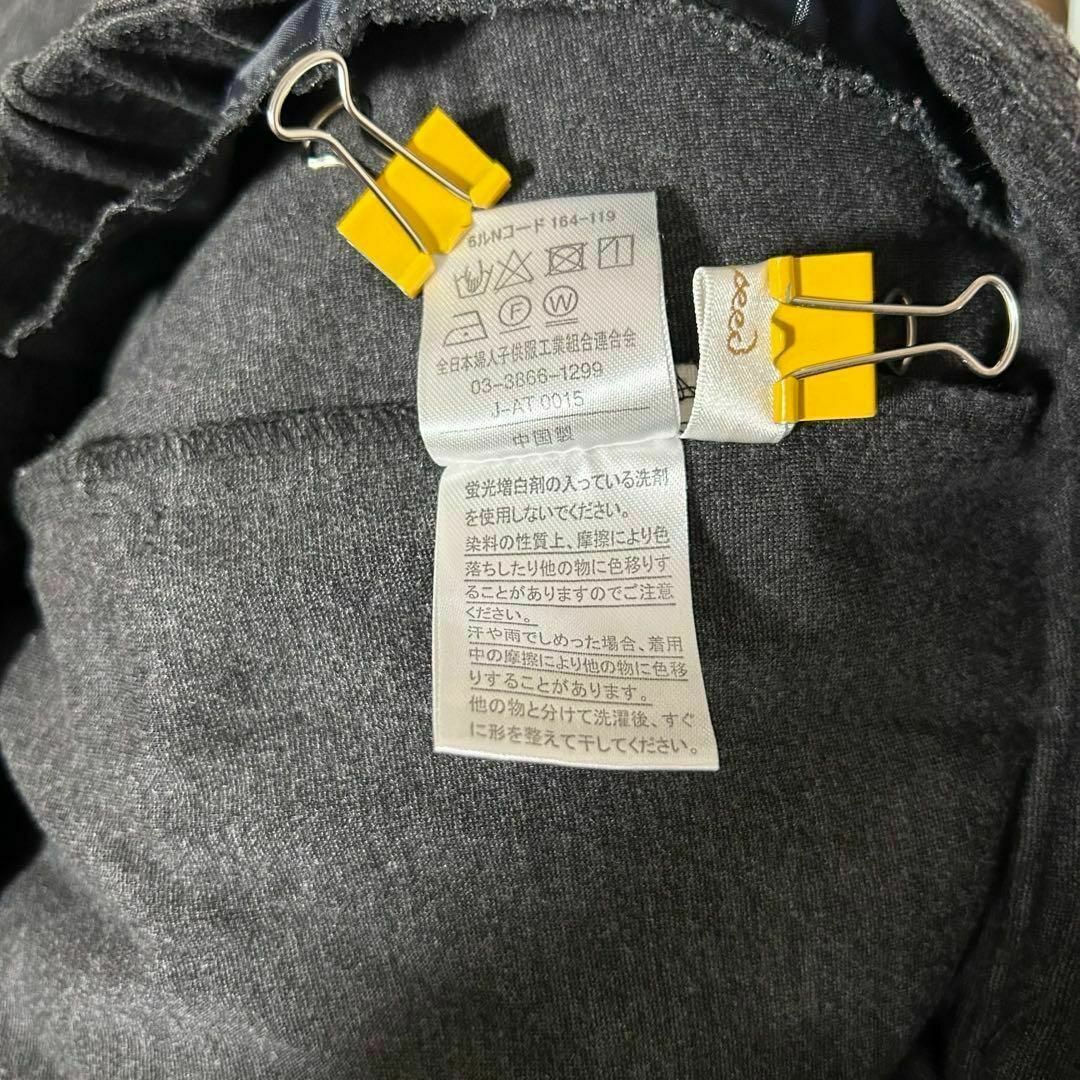 6ルNコード 164-119
F W
全日本婦人子供服工業組合連合会
03-3866-1299
J-AT 0015
中国製
蛍光増白剤の入っている洗剤
を使用しないでください。
染料の性質上、摩擦により色
落ちしたり他の物に色移りす
ることがありますのでご注意
ください。
汗や雨でしめった場合、着用
中の摩擦により他の物に色移
りすることがあります。
他の物と分けて洗濯後、すぐ
に形を整えて干してください。